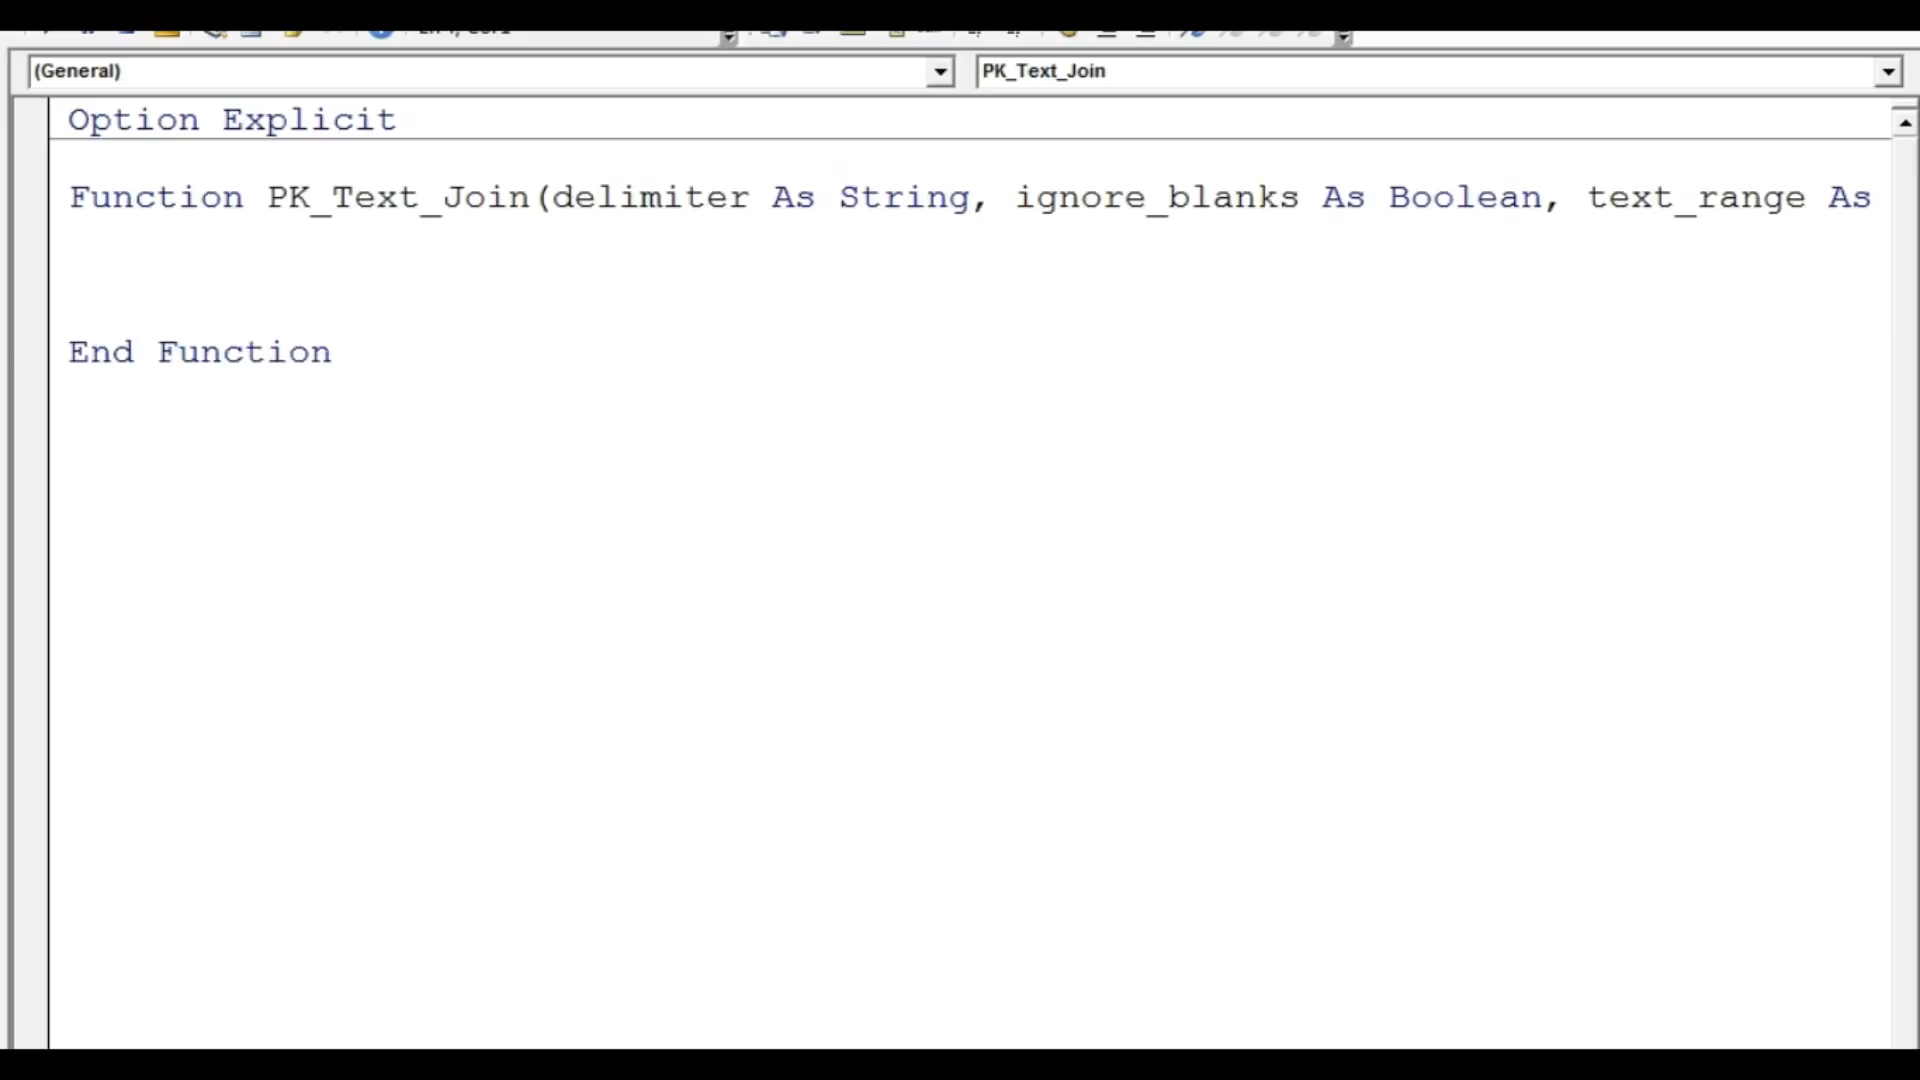 (General)
PK_Text_Join
Option Explicit
Function PK_Text_Join(delimiter As String, ignore_blanks As Boolean, text_range As
End Function